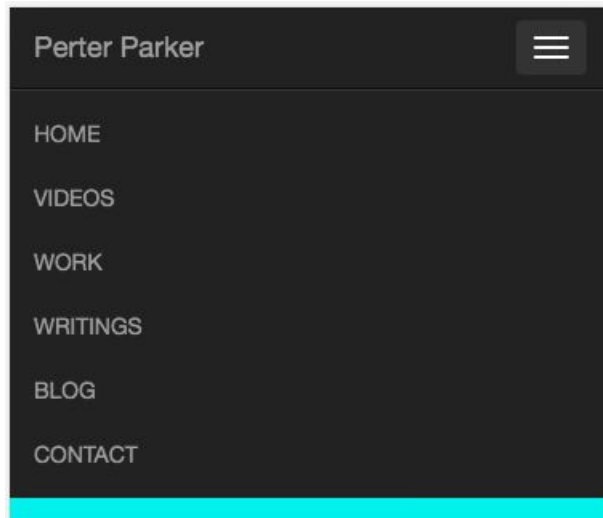 Perter Parker
HOME
VIDEOS
WORK
WRITINGS
BLOG
CONTACT